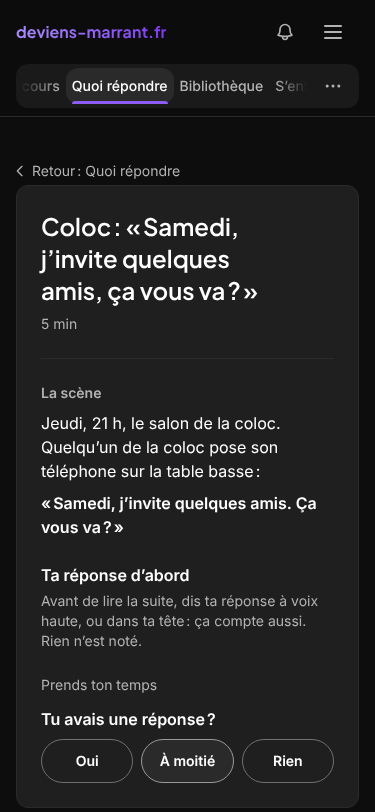 deviens-marrant.fr
cours Quoi répondre Bibliothèque S’en
Retour : Quoi répondre
Coloc : « Samedi,
j’invite quelques
amis, ça vous va ? »
5 min
La scène
Jeudi, 21 h, le salon de la coloc.
Quelqu’un de la coloc pose son
téléphone sur la table basse :
« Samedi, j’invite quelques amis. Ça
vous va ? »
Ta réponse d’abord
Avant de lire la suite, dis ta réponse à voix
haute, ou dans ta tête : ça compte aussi.
Rien n’est noté.
Prends ton temps
Tu avais une réponse ?
Oui À moitié Rien